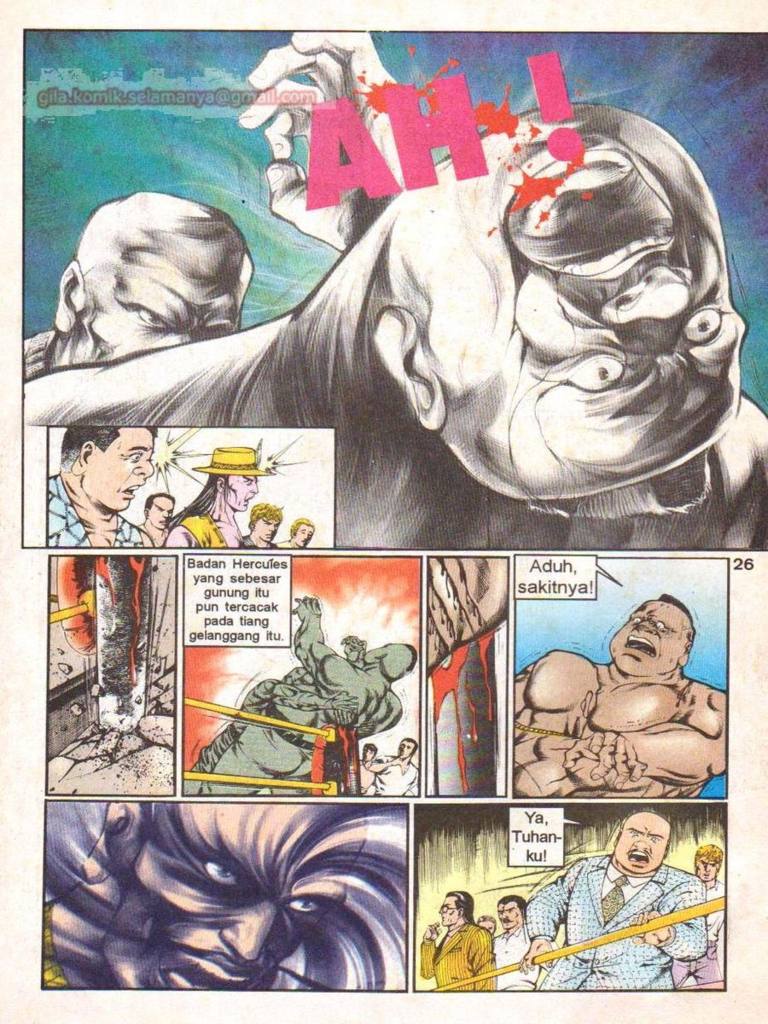 gila.komik.selamanya@gmail.com
AH!
26
Badan Hercules
yang sebesar
gunung itu
pun tercacak
pada tiang
gelanggang itu.
Aduh,
sakitnya!
Ya,
Tuhan-
ku!